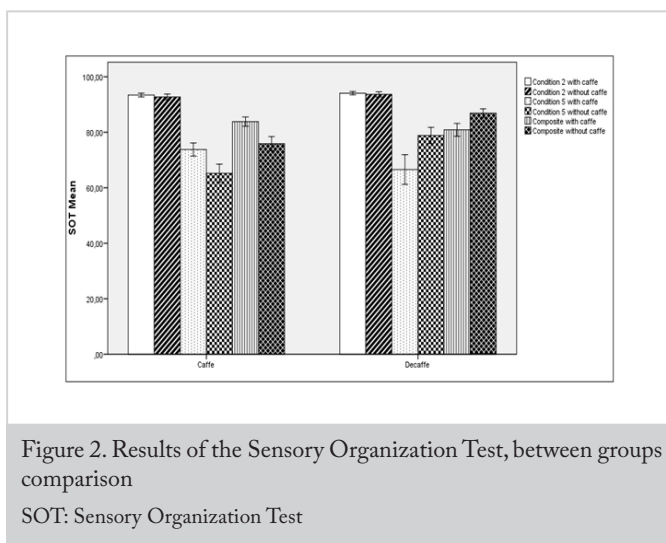 100,00
80,00
60,00
40,00
20,00
,00
SOT Mean
Caffe
Decaffe
Condition 2 with caffe
Condition 2 without caffe
Condition 5 with caffe
Condition 5 without caffe
Composite with caffe
Composite without caffe
Figure 2. Results of the Sensory Organization Test, between groups
comparison
SOT: Sensory Organization Test